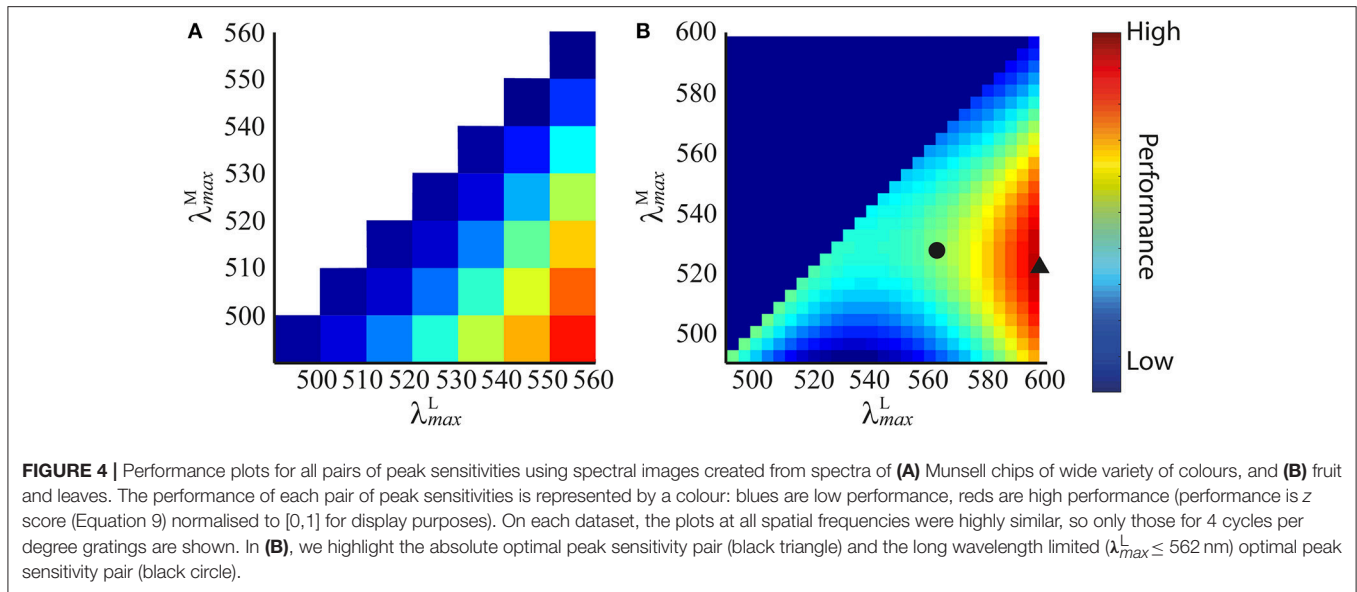 A
560
550
540
530
520
510
500
λ^M_max
500 510 520 530 540 550 560
λ^L_max
B
600
580
560
540
520
500
λ^M_max
500 520 540 560 580 600
λ^L_max
High
Performance
Low
FIGURE 4 | Performance plots for all pairs of peak sensitivities using spectral images created from spectra of (A) Munsell chips of wide variety of colours, and (B) fruit
and leaves. The performance of each pair of peak sensitivities is represented by a colour: blues are low performance, reds are high performance (performance is z
score (Equation 9) normalised to [0,1] for display purposes). On each dataset, the plots at all spatial frequencies were highly similar, so only those for 4 cycles per
degree gratings are shown. In (B), we highlight the absolute optimal peak sensitivity pair (black triangle) and the long wavelength limited (λ^L_max ≤ 562 nm) optimal peak
sensitivity pair (black circle).